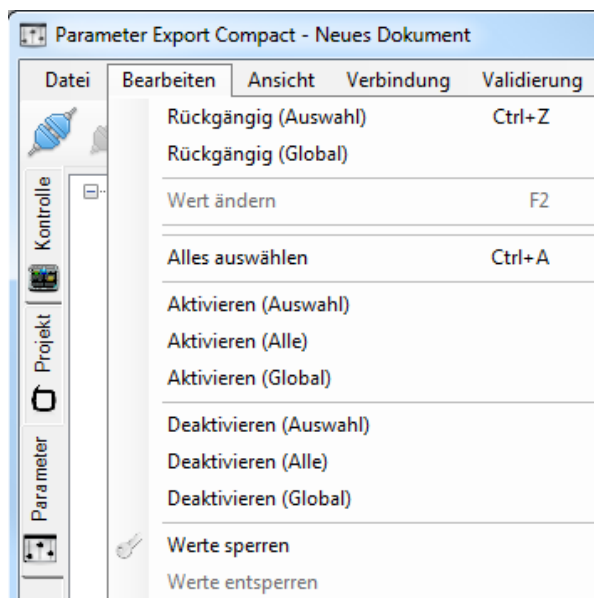 Parameter Export Compact - Neues Dokument
Datei Bearbeiten Ansicht Verbindung Validierung
Rückgängig (Auswahl) Ctrl+Z
Rückgängig (Global)
Wert ändern F2
Alles auswählen Ctrl+A
Aktivieren (Auswahl)
Aktivieren (Alle)
Aktivieren (Global)
Deaktivieren (Auswahl)
Deaktivieren (Alle)
Deaktivieren (Global)
Werte sperren
Werte entsperren
Kontrolle
Projekt
Parameter